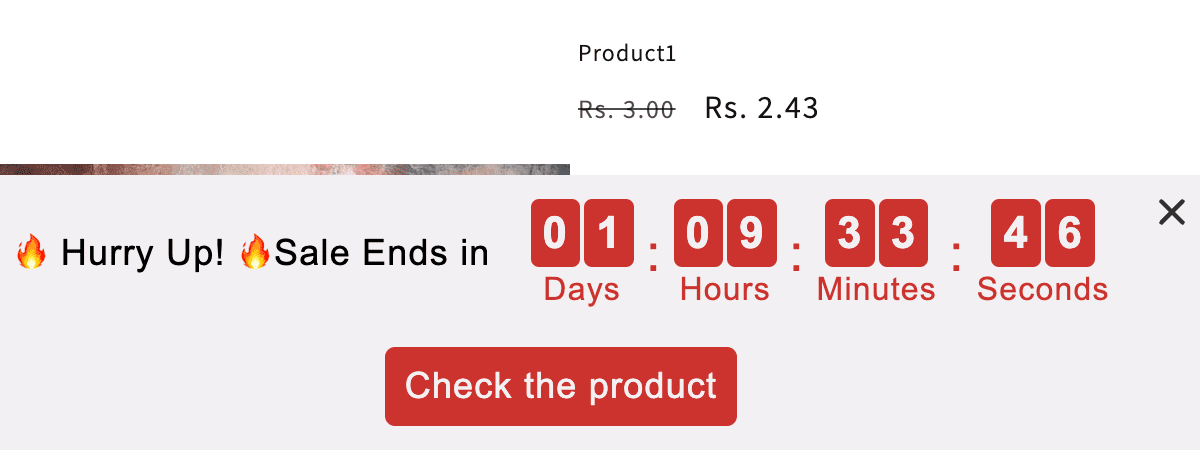 Product1
Rs. 3.00 Rs. 2.43
🔥 Hurry Up! 🔥Sale Ends in 01 : 09 : 33 : 46
Days Hours Minutes Seconds
Check the product